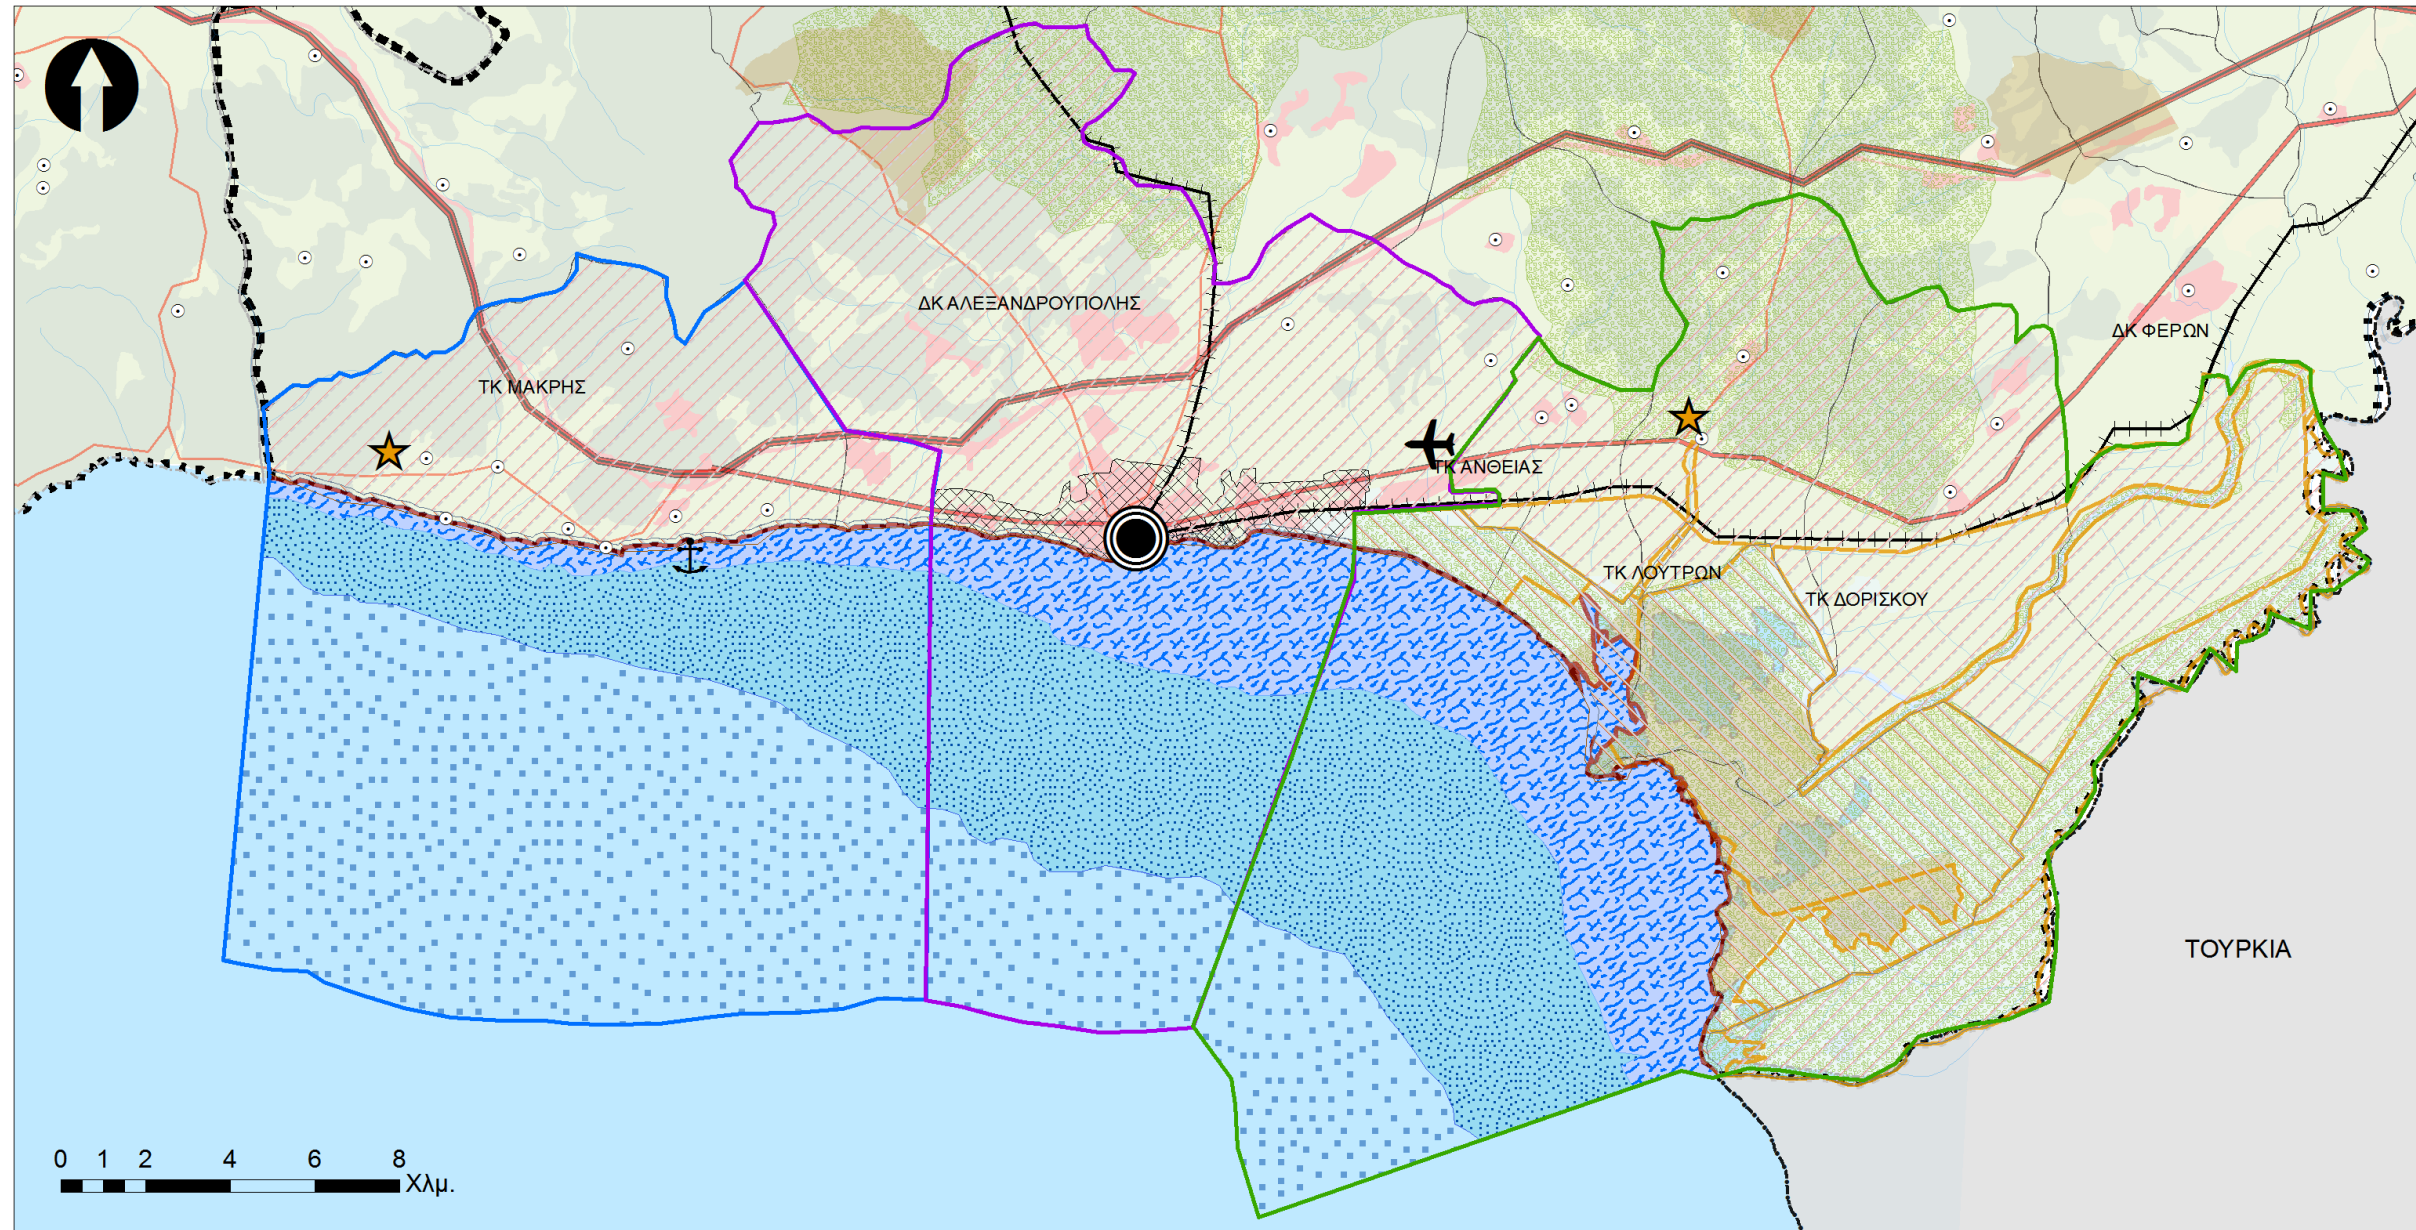 ΔΚ ΑΛΕΞΑΝΔΡΟΥΠΟΛΗΣ
ΔΚ ΦΕΡΩΝ
ΤΚ ΜΑΚΡΗΣ
ΤΚ ΑΝΘΕΙΑΣ
ΤΚ ΛΟΥΤΡΩΝ
ΤΚ ΔΟΡΙΣΚΟΥ
ΤΟΥΡΚΙΑ
0 1 2 4 6 8
Χλμ.